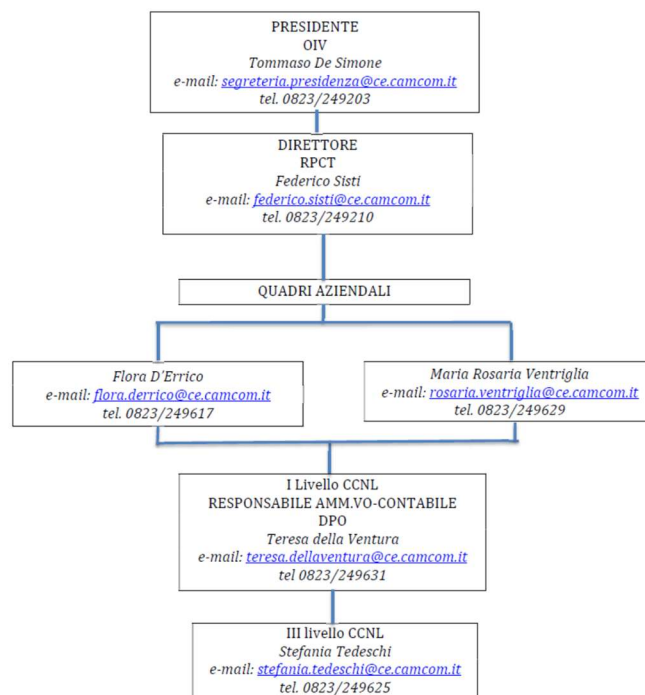 PRESIDENTE
OIV
Tommaso De Simone
e-mail: segreteria.presidenza@ce.camcom.it
tel. 0823/249203
DIRETTORE
RPCT
Federico Sisti
e-mail: federico.sisti@ce.camcom.it
tel. 0823/249210
QUADRI AZIENDALI
Flora D'Errico
e-mail: flora.derrico@ce.camcom.it
tel. 0823/249617
Maria Rosaria Ventriglia
e-mail: rosaria.ventriglia@ce.camcom.it
tel. 0823/249629
I Livello CCNL
RESPONSABILE AMM.VO-CONTABILE
DPO
Teresa della Ventura
e-mail: teresa.dellaventura@ce.camcom.it
tel 0823/249631
III livello CCNL
Stefania Tedeschi
e-mail: stefania.tedeschi@ce.camcom.it
tel. 0823/249625